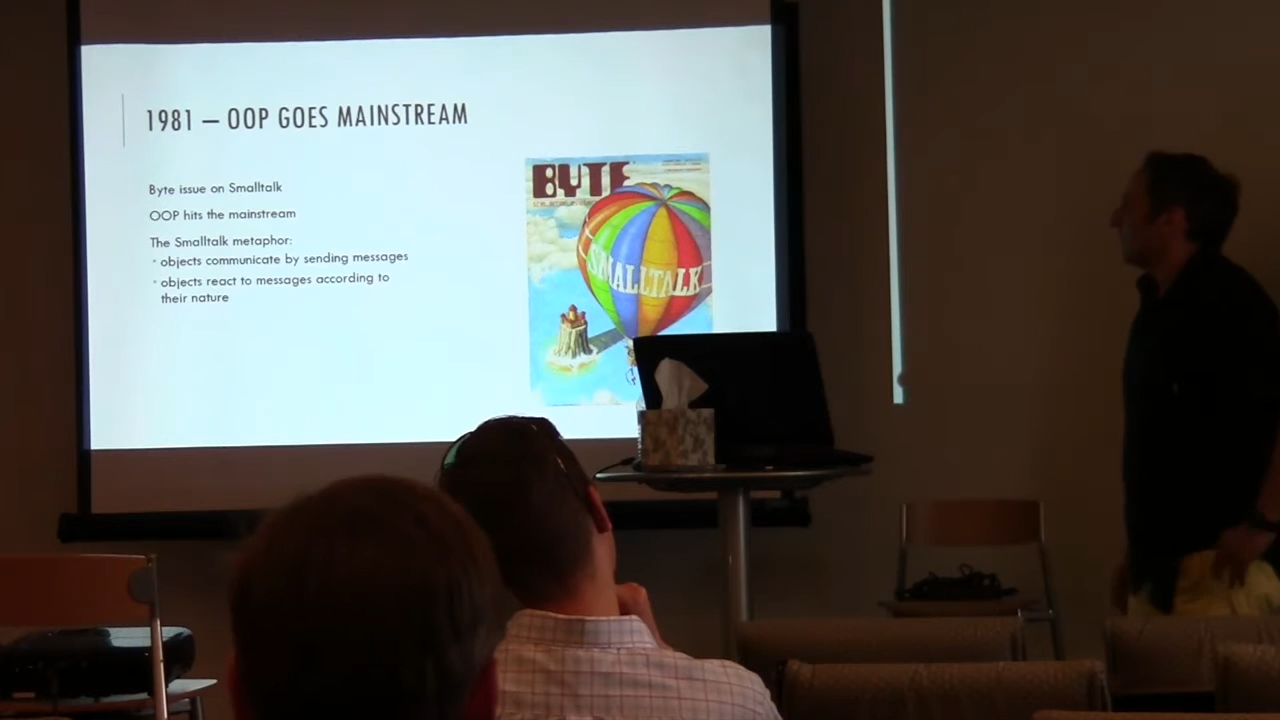 1981 – OOP GOES MAINSTREAM
Byte issue on Smalltalk
OOP hits the mainstream
The Smalltalk metaphor:
objects communicate by sending messages
objects react to messages according to
their nature
BYTE
SMALLTALK